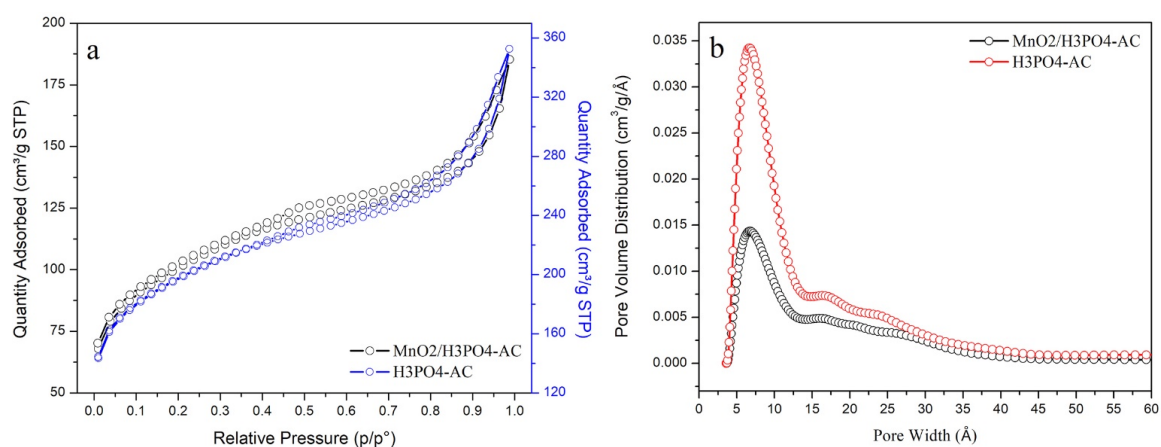 a
200
175
150
125
100
75
50
Quantity Adsorbed (cm³/g STP)
360
320
280
240
200
160
120
Quantity Adsorbed (cm³/g STP)
MnO2/H3PO4-AC
H3PO4-AC
0.0 0.1 0.2 0.3 0.4 0.5 0.6 0.7 0.8 0.9 1.0
Relative Pressure (p/p°)
b
MnO2/H3PO4-AC
H3PO4-AC
0.035
0.030
0.025
0.020
0.015
0.010
0.005
0.000
Pore Volume Distribution (cm³/g/Å)
0 5 10 15 20 25 30 35 40 45 50 55 60
Pore Width (Å)